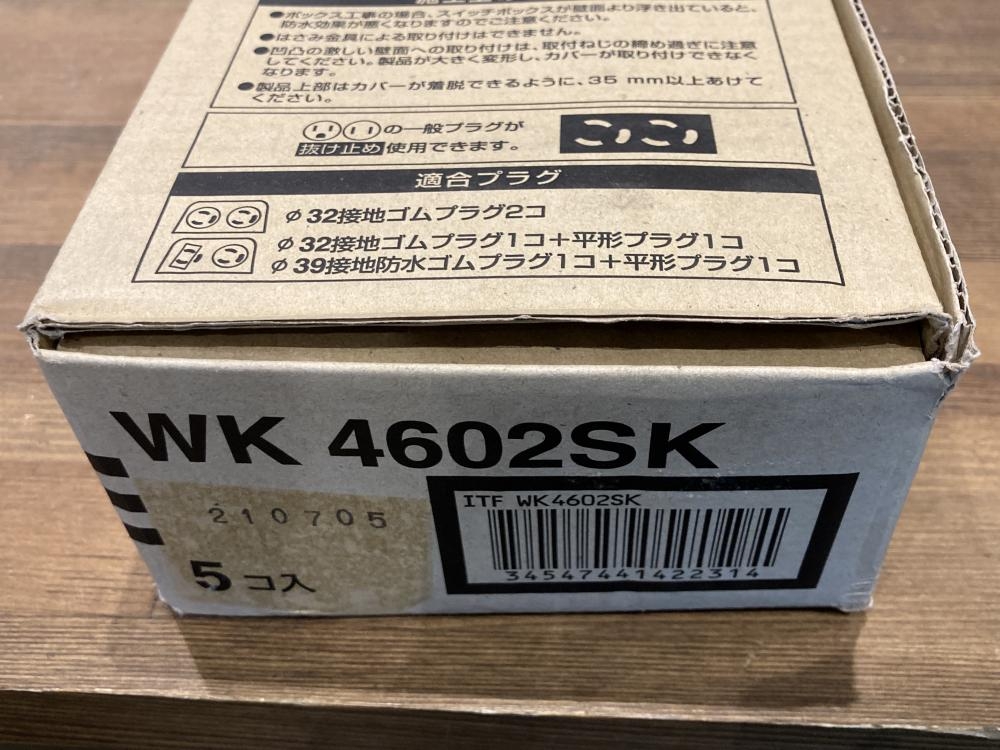 ●ボックス工事の場合、スイッチボックスが壁面より浮き出ていると、
防水効果が悪くなりますのでご注意ください。
●はさみ金具による取り付けはできません。
●凹凸の激しい壁面への取り付けは、取付ねじの締め過ぎに注意
してください。製品が大きく変形し、カバーが取り付けできなく
なります。
●製品上部はカバーが着脱できるように、35 mm以上あけて
ください。
の一般プラグが
抜け止め使用できます。
適合プラグ
φ32接地ゴムプラグ2コ
φ32接地ゴムプラグ1コ+平形プラグ1コ
φ39接地防水ゴムプラグ1コ+平形プラグ1コ
WK 4602SK
210705
5コ入
ITF WK4602SK
34547441422314